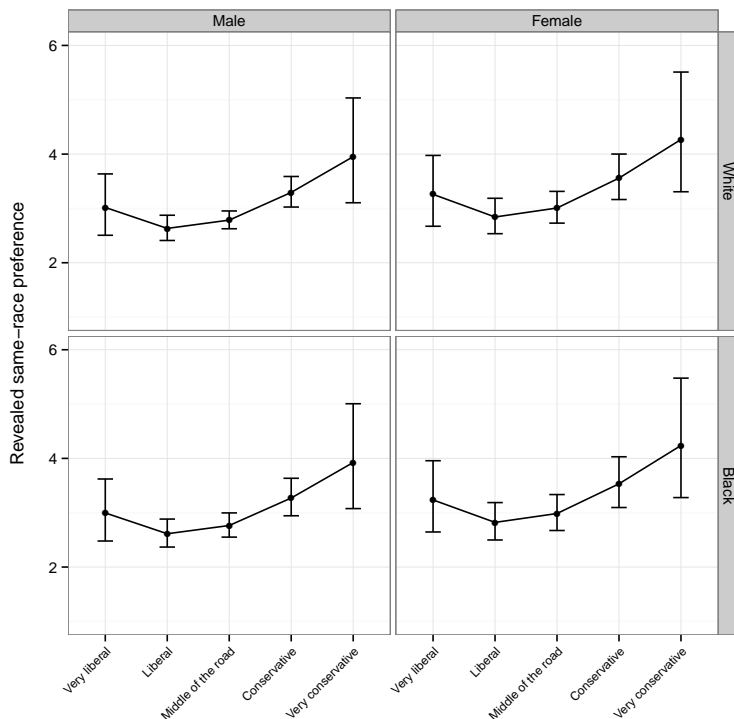 Male
Female
6
4
2
White
6
4
2
Black
Revealed same−race preference
Very liberal
Liberal
Middle of the road
Conservative
Very conservative
Very liberal
Liberal
Middle of the road
Conservative
Very conservative